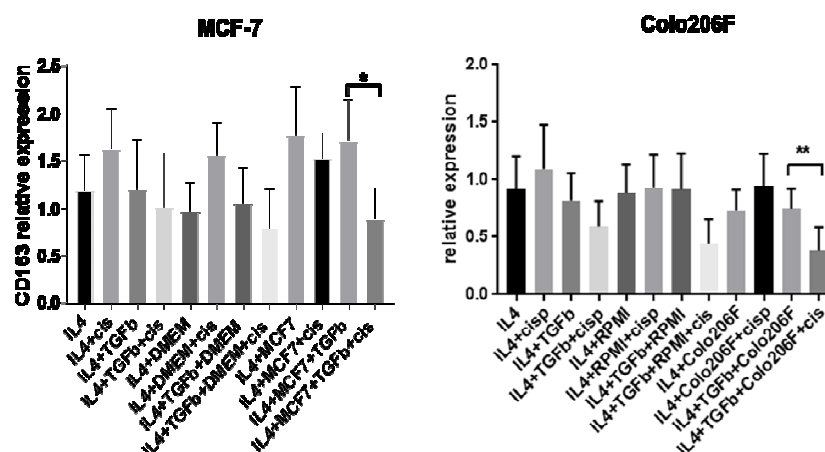 MCF-7
CD163 relative expression
2.5
2.0
1.5
1.0
0.5
0.0
*
IL4
IL4+cis
IL4+TGFb
IL4+TGFb+cis
IL4+DMEM
IL4+DMEM+cis
IL4+TGFb+DMEM
IL4+TGFb+DMEM+cis
IL4+MCF7
IL4+MCF7+cis
IL4+MCF7+TGFb
IL4+MCF7+TGFb+cis
Colo206F
relative expression
2.0
1.5
1.0
0.5
0.0
**
IL4
IL4+cisp
IL4+TGFb
IL4+TGFb+cisp
IL4+RPMI
IL4+RPMI+cisp
IL4+TGFb+RPMI
IL4+TGFb+RPMI+cis
IL4+Colo206F
IL4+Colo206F+cisp
IL4+TGFb+Colo206F
IL4+TGFb+Colo206F+cis